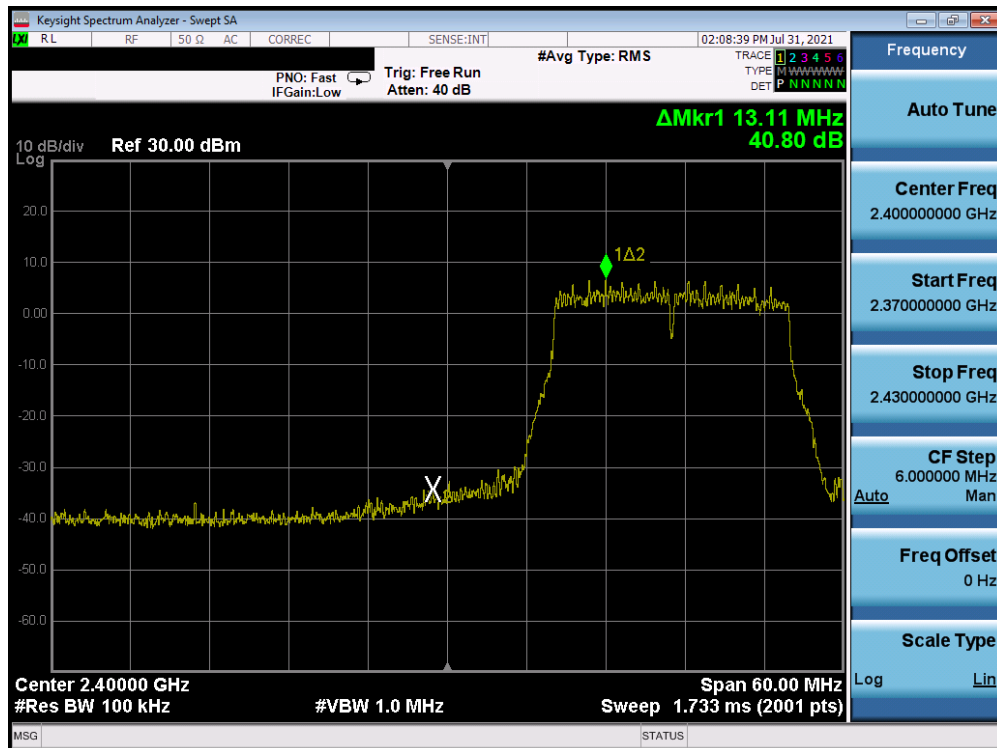 Keysight Spectrum Analyzer - Swept SA
LXI RL RF 50 Ω AC CORREC SENSE:INT 02:08:39 PM Jul 31, 2021
#Avg Type: RMS
TRACE 1 2 3 4 5 6
TYPE M W W W W W
DET P N N N N N
PNO: Fast
IFGain:Low
Trig: Free Run
Atten: 40 dB
ΔMkr1 13.11 MHz
40.80 dB
10 dB/div Ref 30.00 dBm
Log
20.0
10.0
0.00
-10.0
-20.0
-30.0
-40.0
-50.0
-60.0
1Δ2
X
Center 2.40000 GHz Span 60.00 MHz
#Res BW 100 kHz #VBW 1.0 MHz Sweep 1.733 ms (2001 pts)
MSG STATUS
Frequency
Auto Tune
Center Freq
2.400000000 GHz
Start Freq
2.370000000 GHz
Stop Freq
2.430000000 GHz
CF Step
6.000000 MHz
Auto Man
Freq Offset
0 Hz
Scale Type
Log Lin